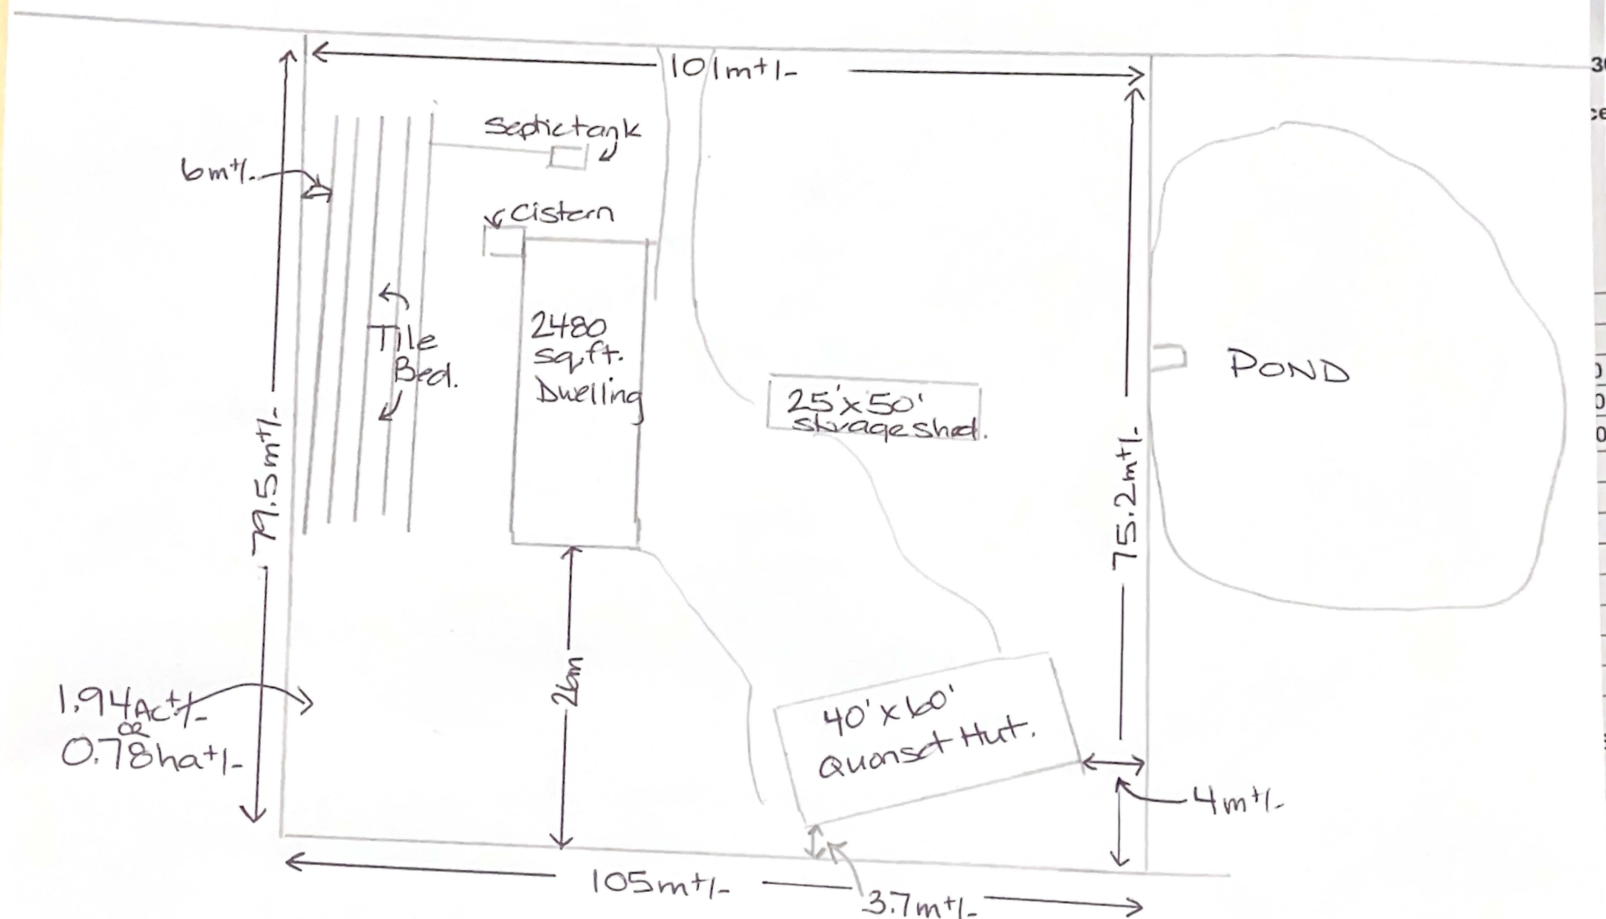 101m+/-
Septic tank
6m+/-
Cistern
2480
sq.ft.
Dwelling
Tile
Bed.
25'x50'
storage shed.
POND
79.5m+/-
75.2m+/-
26m
1.94Ac+/-
OR
0.78ha+/-
40'x60'
Quonset Hut.
4m+/-
105m+/-
3.7m+/-